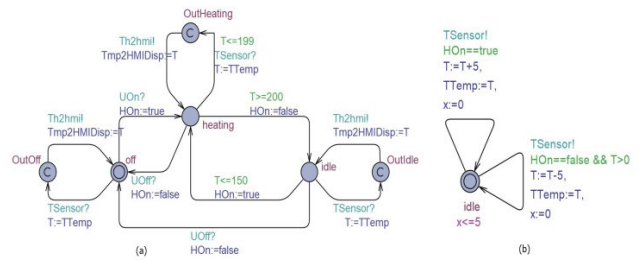 OutHeating
C
Th2hmi!
Tmp2HMIDisp:=T
T<=199
TSensor?
T:=TTemp
UOn?
HOn:=true
heating
T>=200
HOn:=false
Th2hmi!
Tmp2HMIDisp:=T
OutOff
C
off
TSensor?
T:=TTemp
UOff?
HOn:=false
T<=150
HOn:=true
idle
Th2hmi!
Tmp2HMIDisp:=T
C
OutIdle
TSensor?
T:=TTemp
UOff?
HOn:=false
(a)
TSensor!
HOn==true
T:=T+5,
TTemp:=T,
x:=0
TSensor!
HOn==false && T>0
T:=T-5,
TTemp:=T,
x:=0
idle
x<=5
(b)